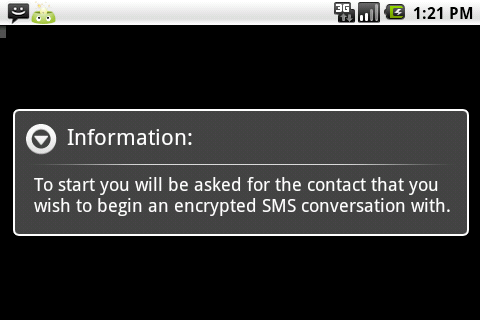 3G 1:21 PM
Information:
To start you will be asked for the contact that you
wish to begin an encrypted SMS conversation with.